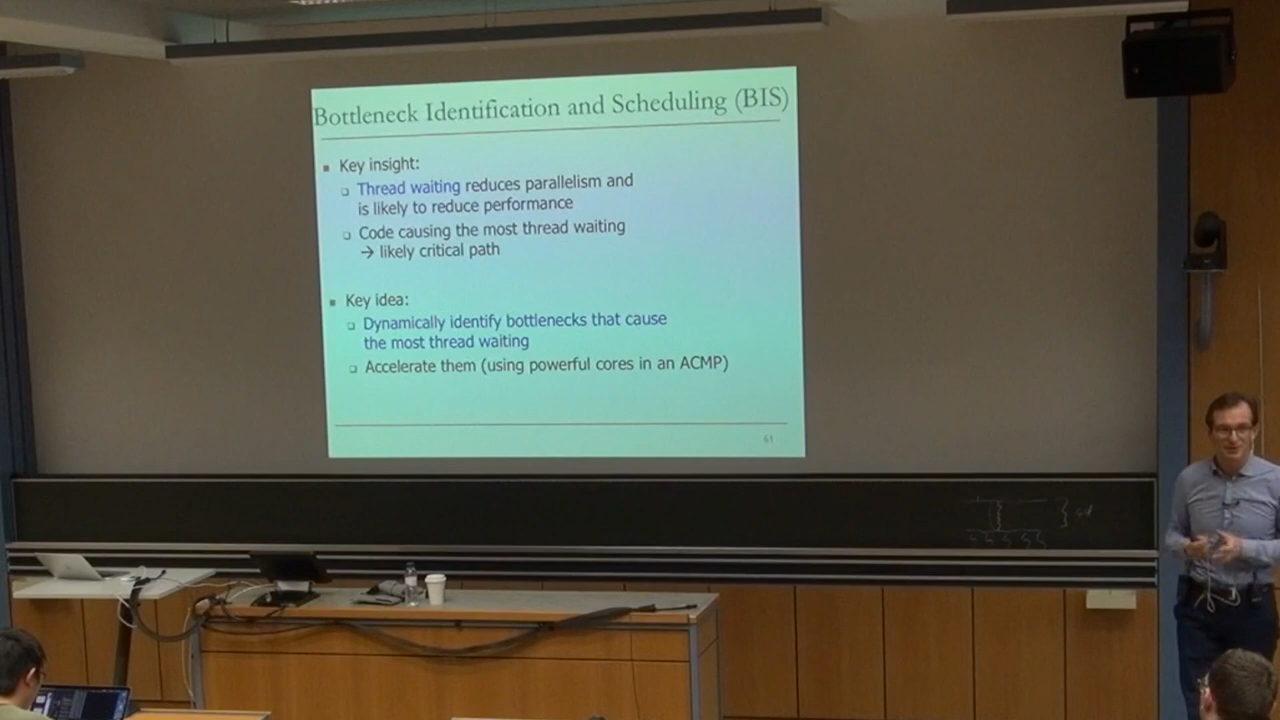 Bottleneck Identification and Scheduling (BIS)
Key insight:
Thread waiting reduces parallelism and
is likely to reduce performance
Code causing the most thread waiting
→ likely critical path
Key idea:
Dynamically identify bottlenecks that cause
the most thread waiting
Accelerate them (using powerful cores in an ACMP)
61